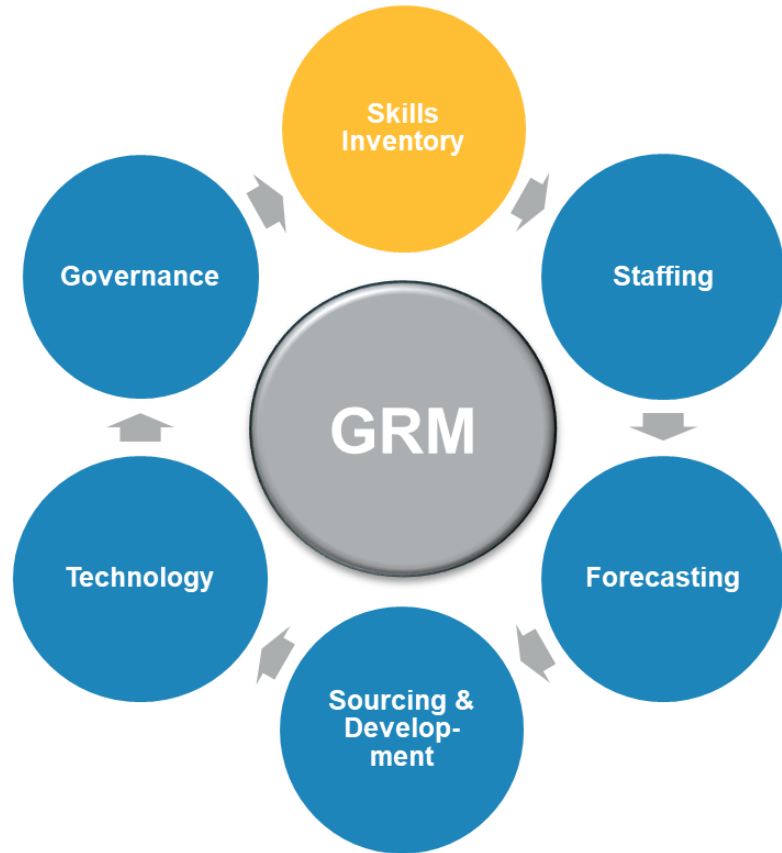 Skills
Inventory
Governance
Staffing
GRM
Technology
Forecasting
Sourcing &
Develop-
ment